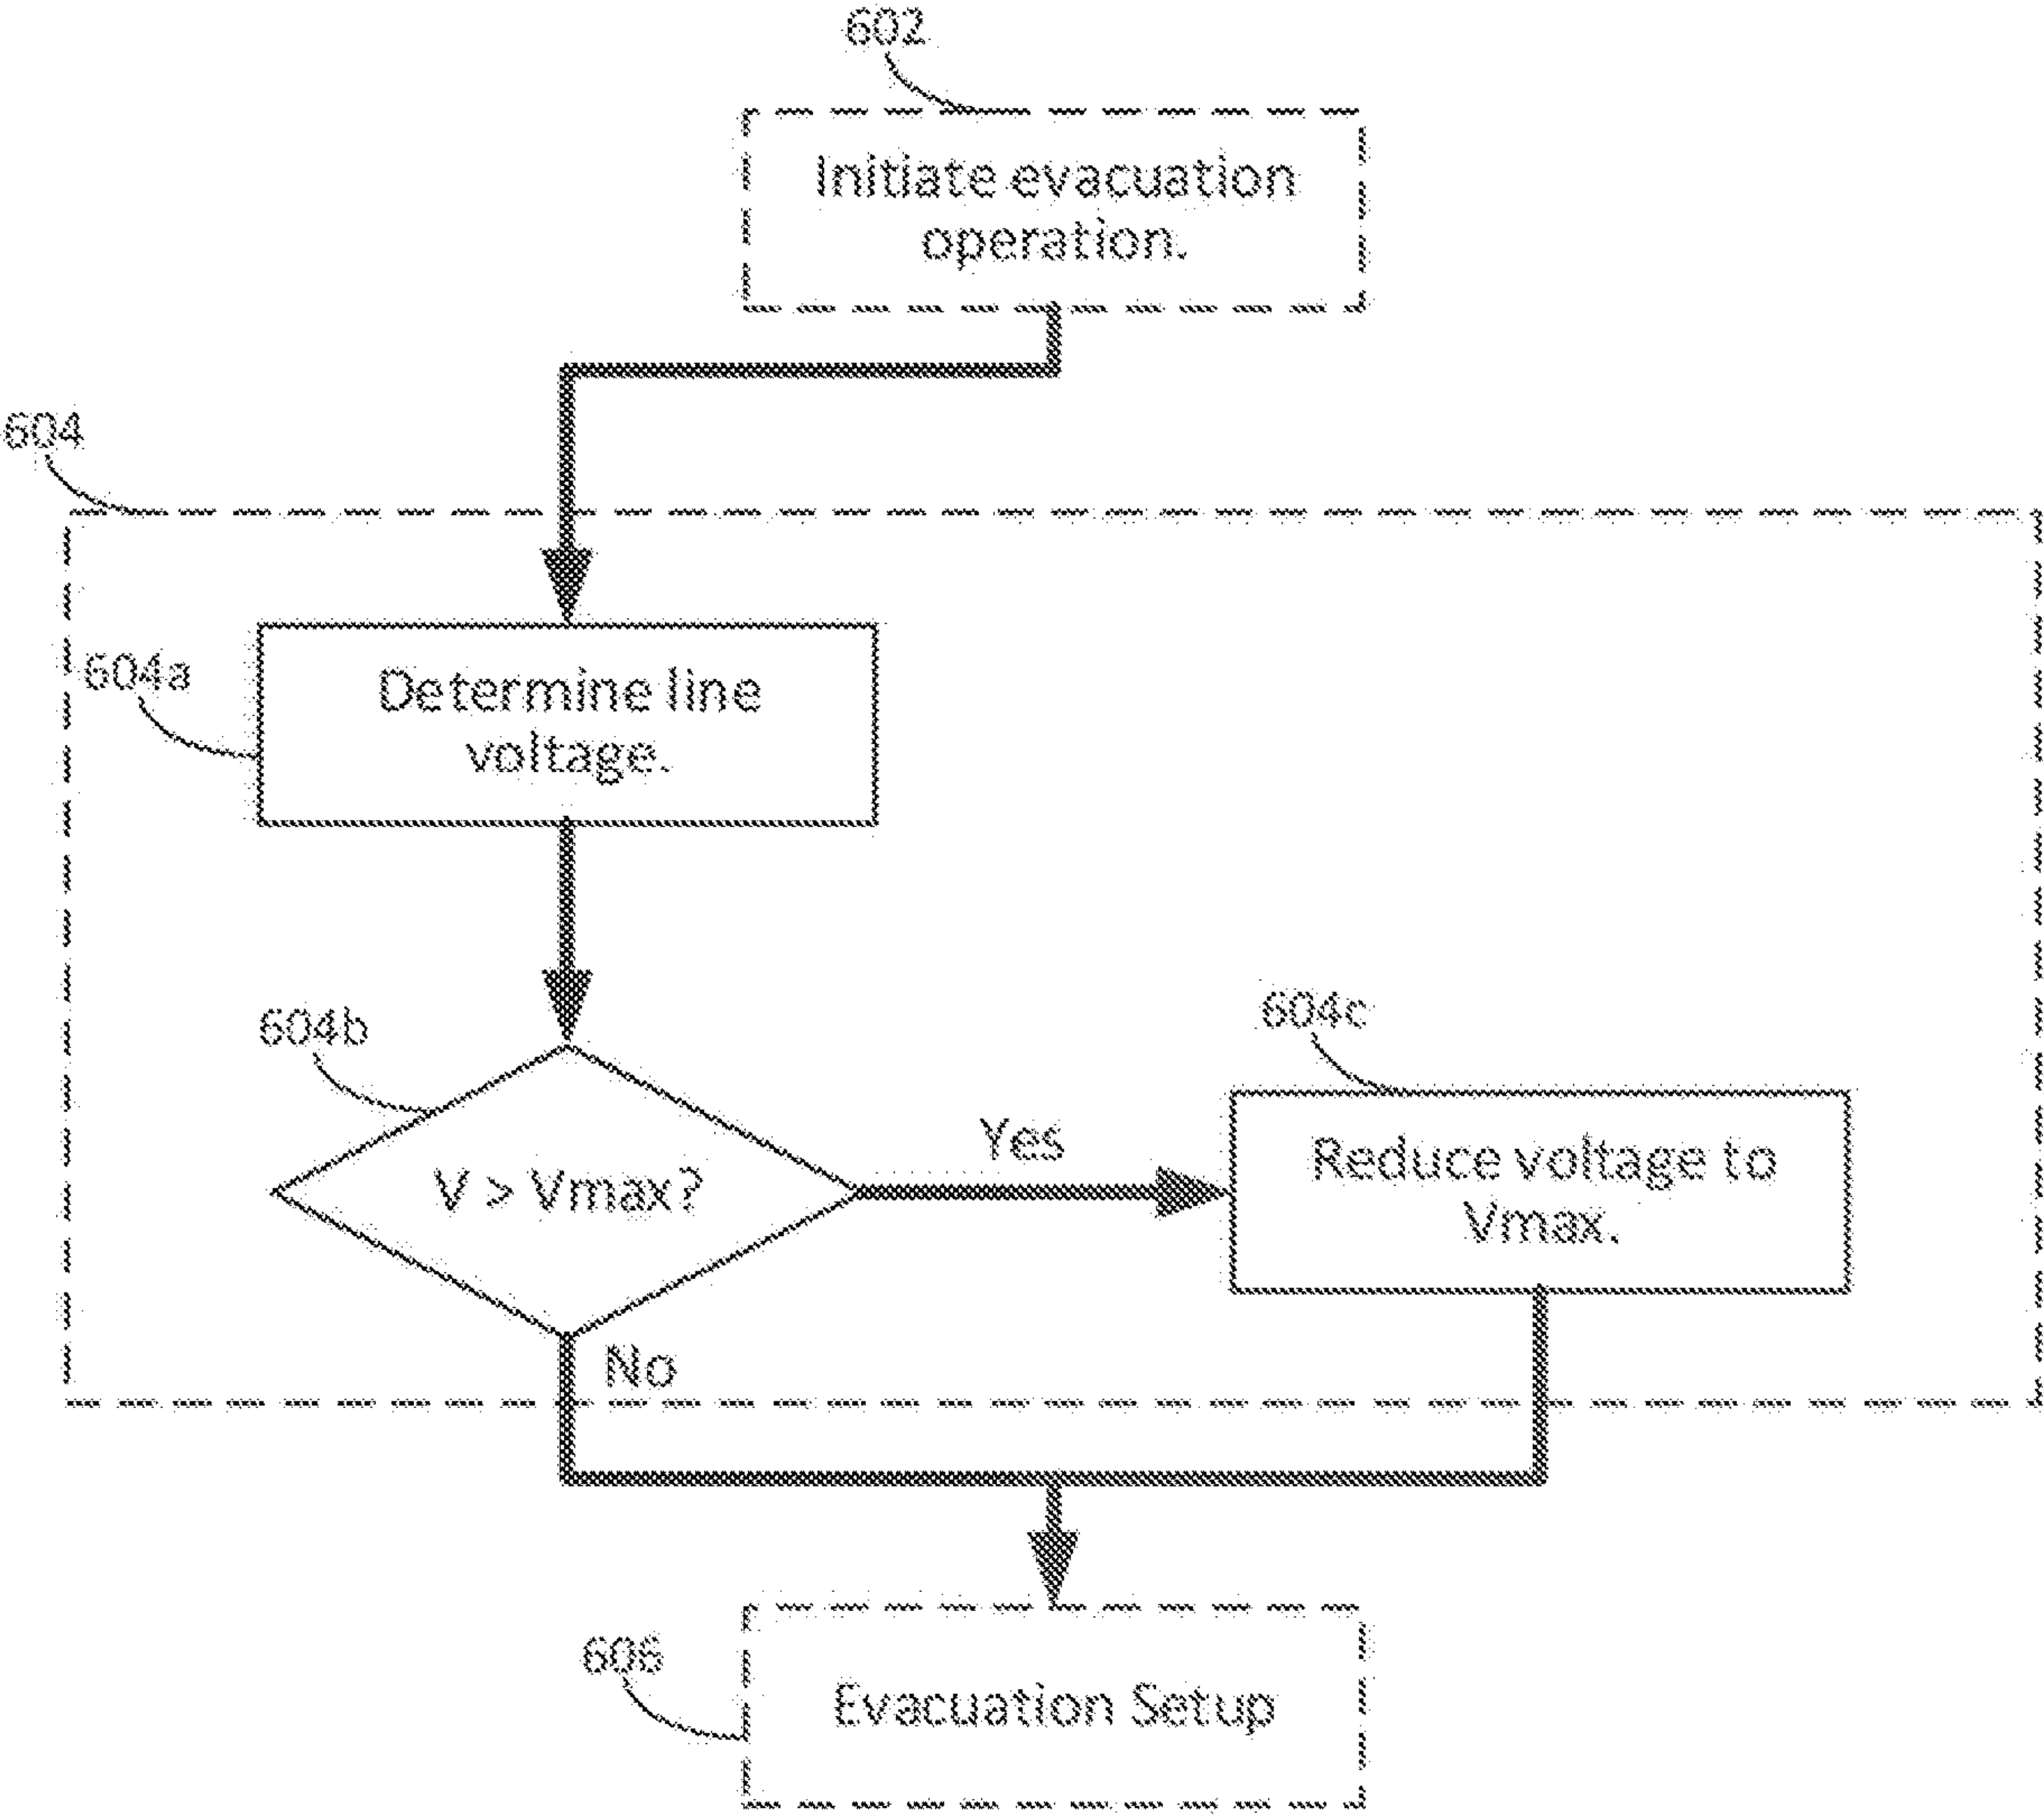 602
Initiate evacuation
operation.
604
604a
Determine line
voltage.
604b
V > Vmax?
Yes
604c
Reduce voltage to
Vmax.
No
606
Evacuation Setup